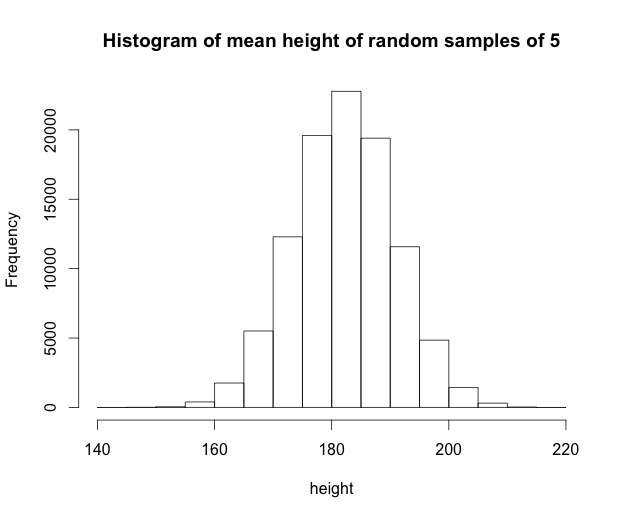 Histogram of mean height of random samples of 5
Frequency
20000
15000
10000
5000
0
140 160 180 200 220
height